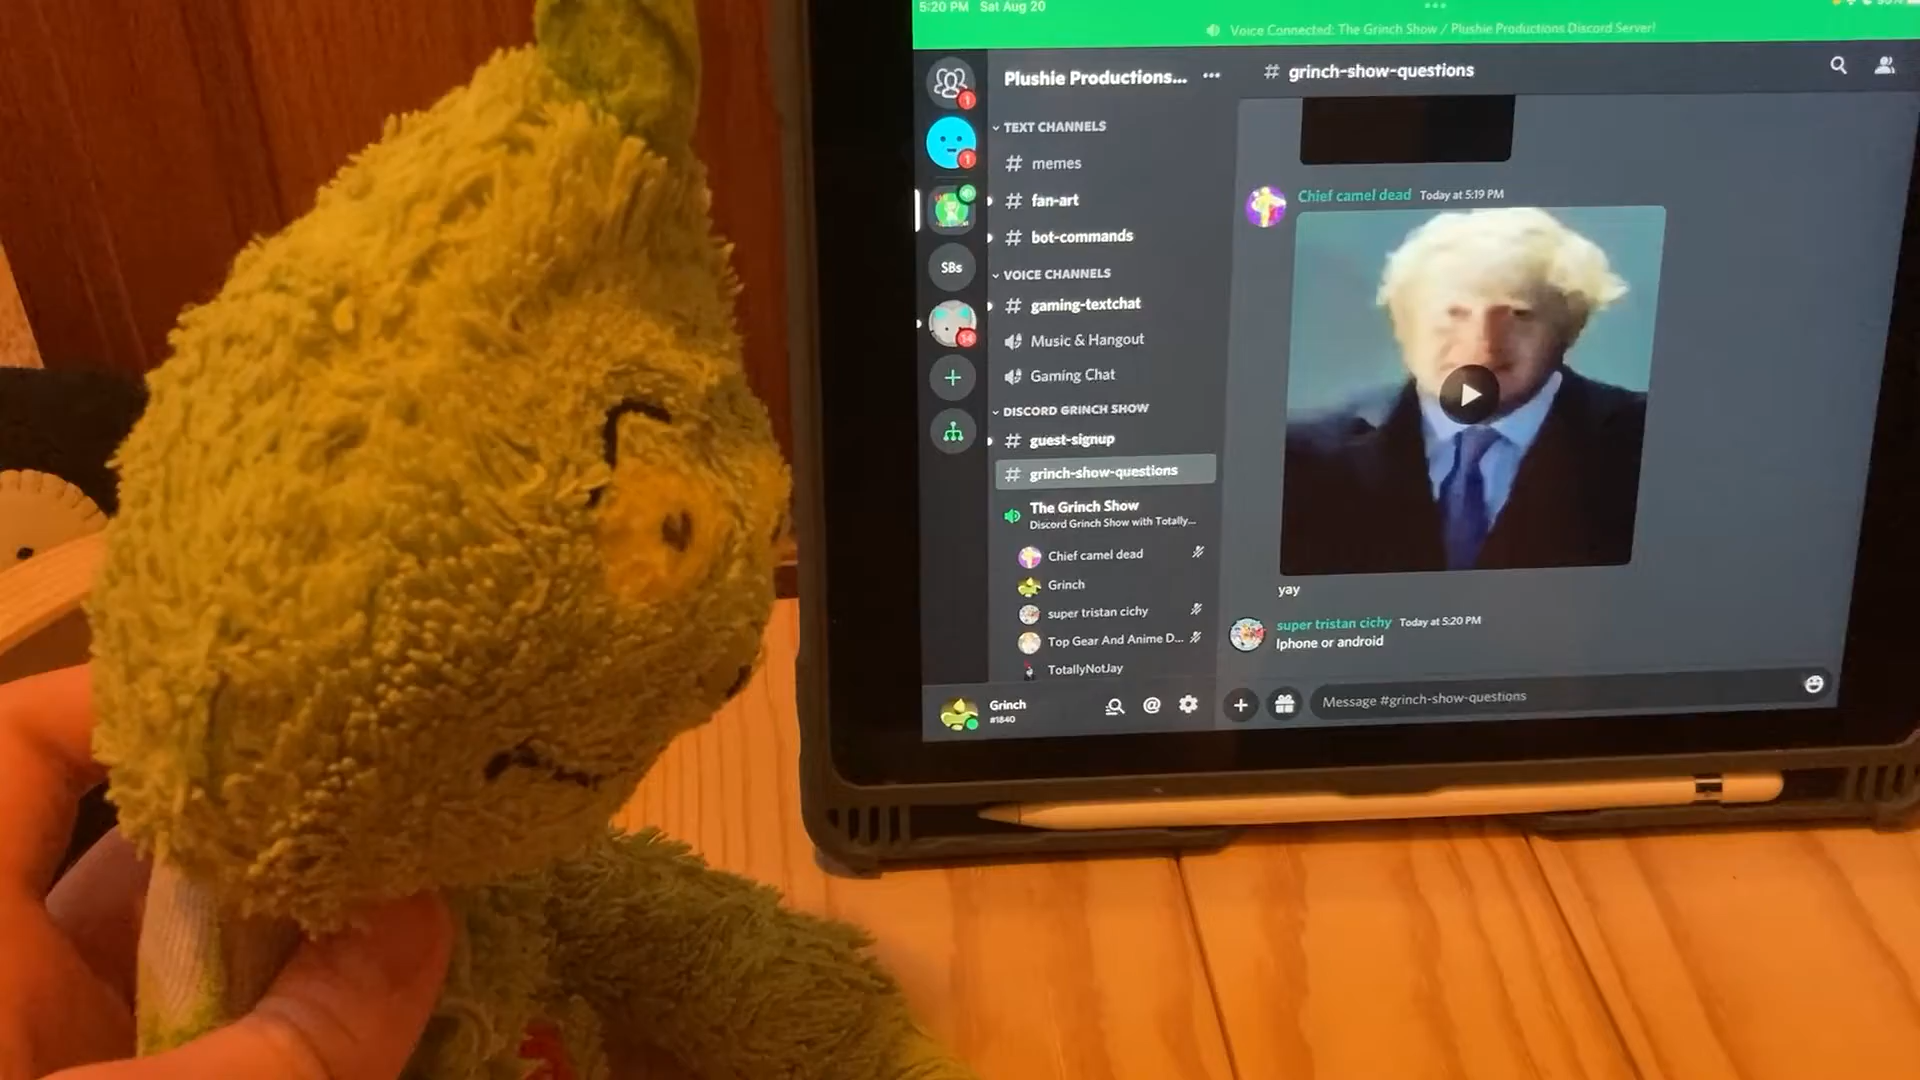 5:20 PM Sat Aug 20
Voice Connected: The Grinch Show / Plushie Productions Discord Server!
Plushie Productions...
# grinch-show-questions
1
TEXT CHANNELS
# memes
1
# fan-art
# bot-commands
VOICE CHANNELS
SBs
# gaming-textchat
Music & Hangout
Gaming Chat
DISCORD GRINCH SHOW
# guest-signup
# grinch-show-questions
The Grinch Show
Discord Grinch Show with Totally...
Chief camel dead
Grinch
super tristan cichy
Top Gear And Anime D...
TotallyNotJay
Grinch
#1840
Chief camel dead Today at 5:19 PM
yay
super tristan cichy Today at 5:20 PM
Iphone or android
Message #grinch-show-questions